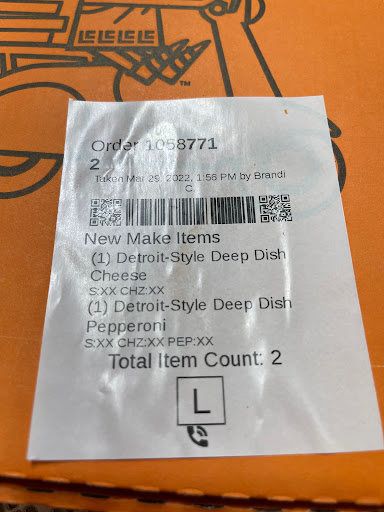 LELELELE
TM
Order 1058771
2
Taken Mar 29, 2022, 1:56 PM by Brandi
C.
New Make Items
(1) Detroit-Style Deep Dish
Cheese
S:XX CHZ:XX
(1) Detroit-Style Deep Dish
Pepperoni
S:XX CHZ:XX PEP:XX
Total Item Count: 2
L